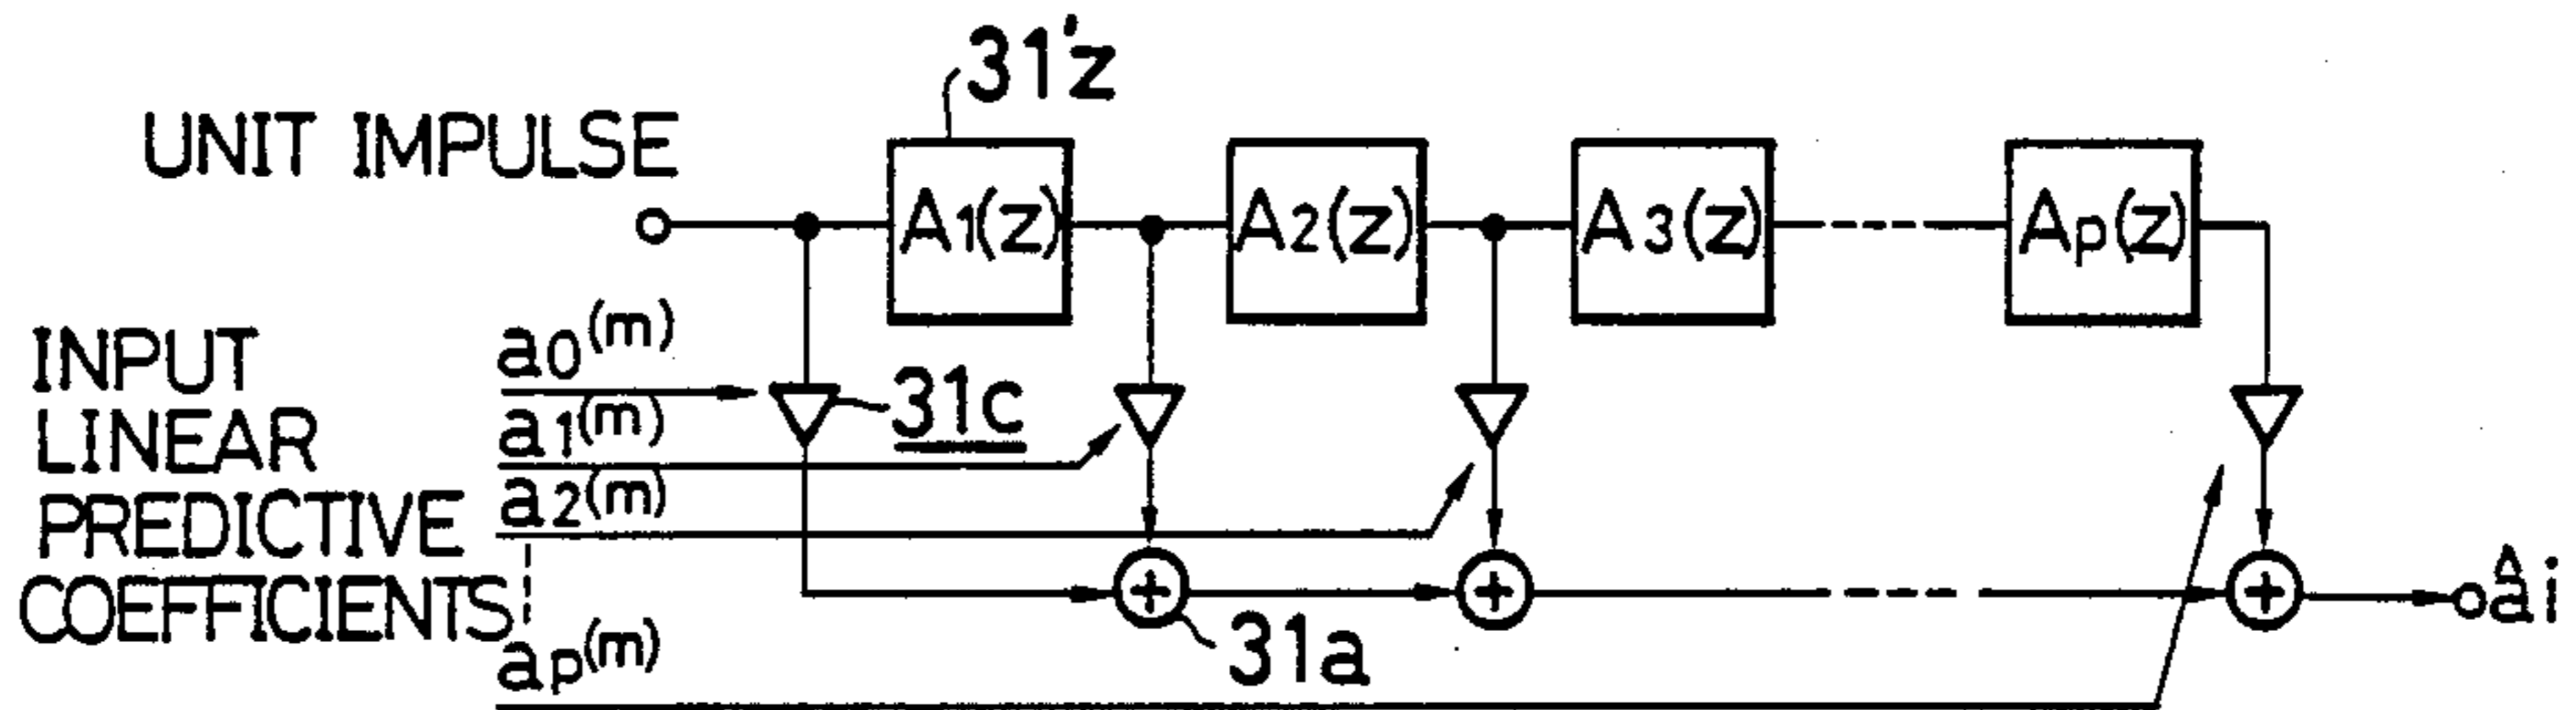 31'z
UNIT IMPULSE
A1(z)
A2(z)
A3(z)
Ap(z)
INPUT
LINEAR
PREDICTIVE
COEFFICIENTS
a0(m)
a1(m)
a2(m)
ap(m)
31c
+
+
+
31a
âi